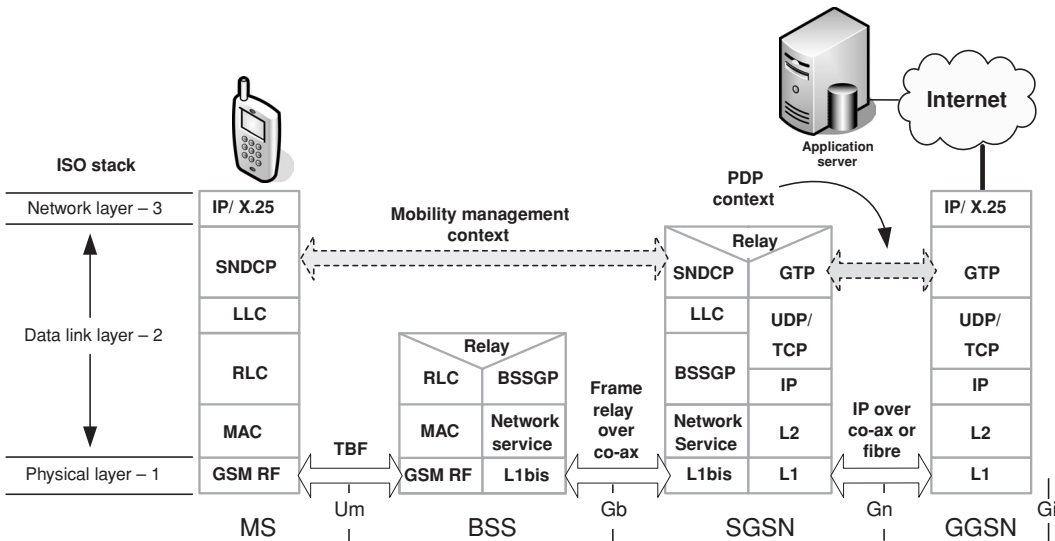 Internet
Application
server
ISO stack
PDP
context
Network layer – 3
IP/ X.25
Mobility management
context
IP/ X.25
Relay
SNDCP
SNDCP
GTP
GTP
LLC
LLC
UDP/
TCP
UDP/
TCP
Data link layer – 2
Relay
RLC
RLC
BSSGP
Frame
relay
over
co-ax
BSSGP
IP
IP
MAC
MAC
Network
service
Network
Service
L2
IP over
co-ax or
fibre
L2
TBF
Physical layer – 1
GSM RF
GSM RF
L1bis
L1bis
L1
L1
Um
Gb
Gn
Gi
MS
BSS
SGSN
GGSN